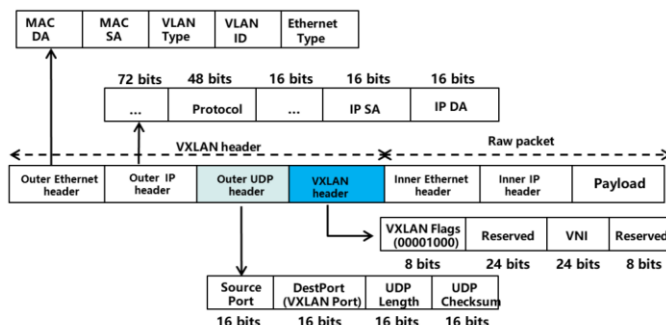 MAC DA MAC SA VLAN Type VLAN ID Ethernet Type
72 bits 48 bits 16 bits 16 bits 16 bits
... Protocol ... IP SA IP DA
VXLAN header Raw packet
Outer Ethernet header Outer IP header Outer UDP header VXLAN header Inner Ethernet header Inner IP header Payload
VXLAN Flags (00001000) Reserved VNI Reserved
8 bits 24 bits 24 bits 8 bits
Source Port DestPort (VXLAN Port) UDP Length UDP Checksum
16 bits 16 bits 16 bits 16 bits